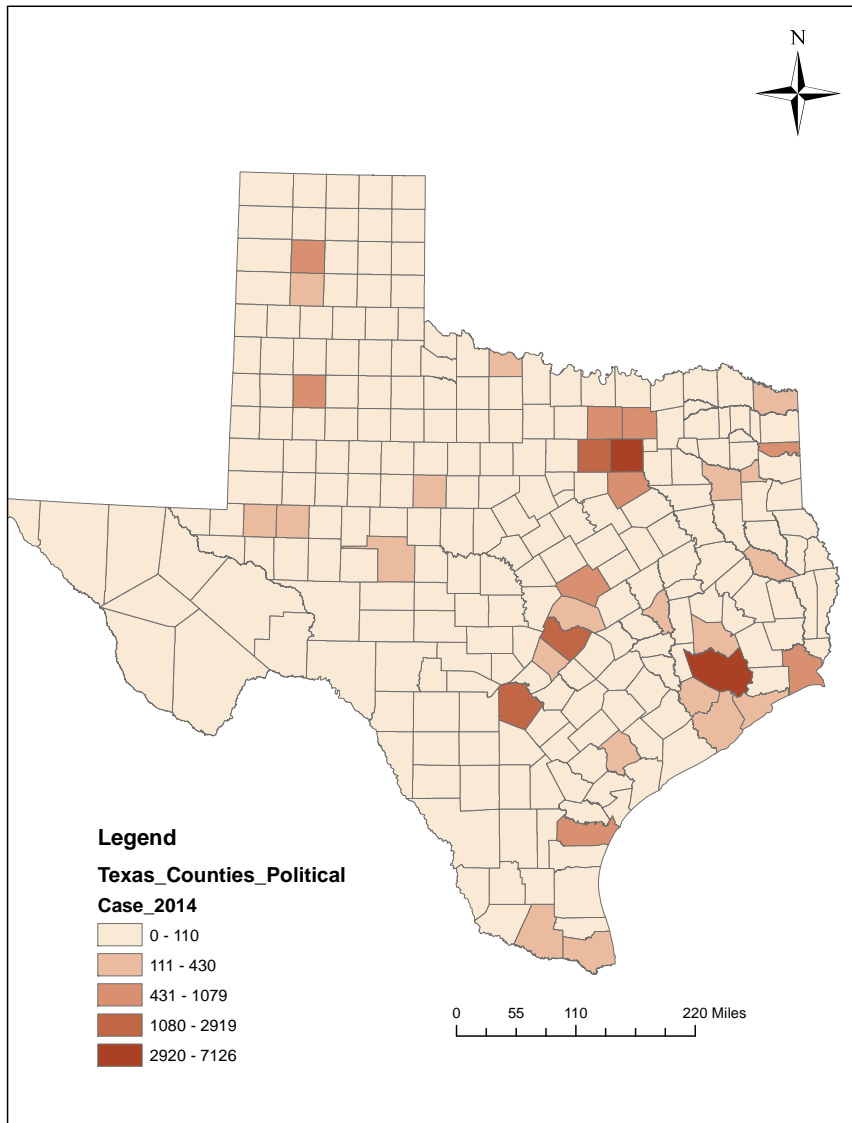 N
Legend
Texas_Counties_Political
Case_2014
0 - 110
111 - 430
431 - 1079
1080 - 2919
2920 - 7126
0 55 110 220 Miles